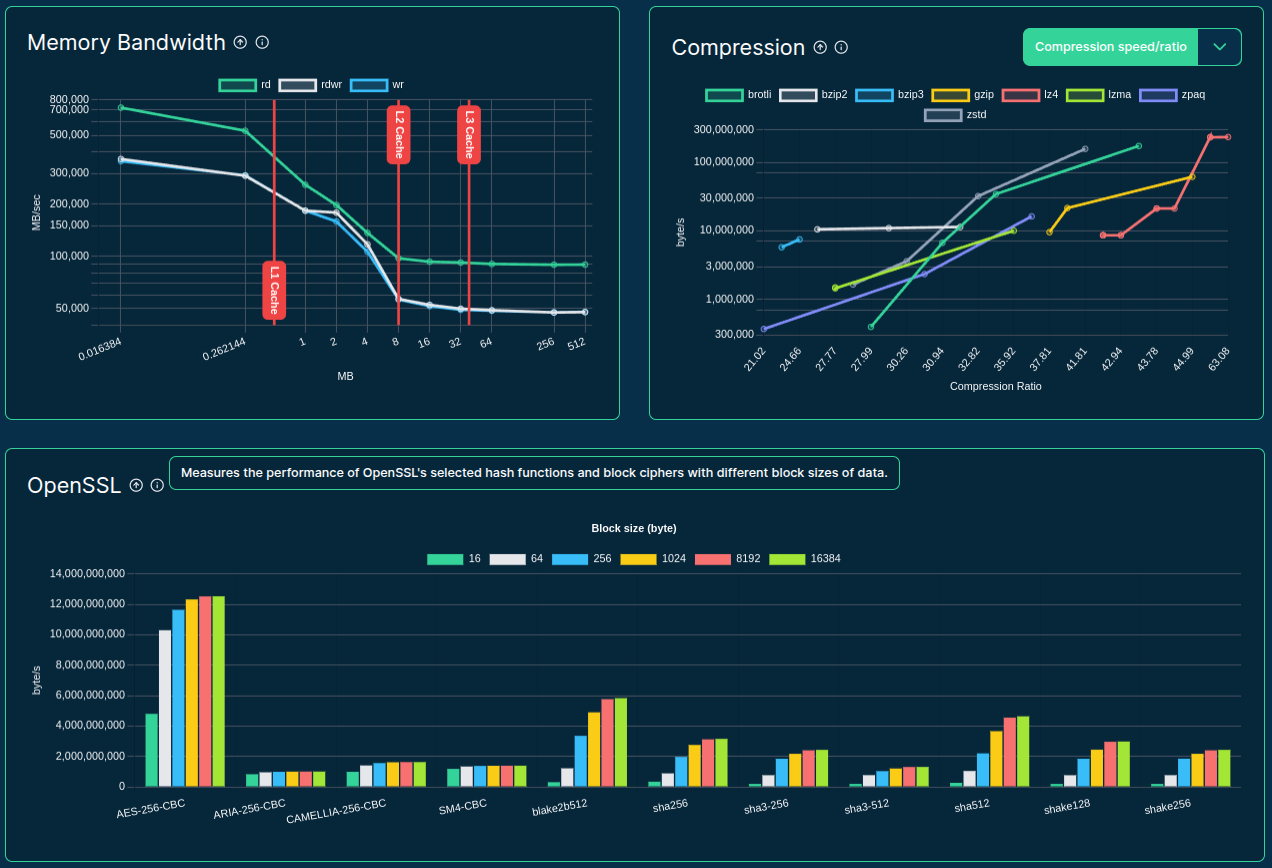 Memory Bandwidth
rd rdwr wr
800,000
700,000
500,000
300,000
200,000
150,000
100,000
50,000
MB/sec
L1 Cache
L2 Cache
L3 Cache
0.016384 0.262144 1 2 4 8 16 32 64 256 512
MB
Compression
Compression speed/ratio
brotli bzip2 bzip3 gzip lz4 lzma zpaq
zstd
300,000,000
100,000,000
30,000,000
10,000,000
3,000,000
1,000,000
300,000
byte/s
21.02 24.66 27.77 27.99 30.26 30.94 32.82 35.92 37.81 41.81 42.94 43.78 44.99 63.08
Compression Ratio
OpenSSL
Measures the performance of OpenSSL's selected hash functions and block ciphers with different block sizes of data.
Block size (byte)
16 64 256 1024 8192 16384
14,000,000,000
12,000,000,000
10,000,000,000
8,000,000,000
6,000,000,000
4,000,000,000
2,000,000,000
0
byte/s
AES-256-CBC ARIA-256-CBC CAMELLIA-256-CBC SM4-CBC blake2b512 sha256 sha3-256 sha3-512 sha512 shake128 shake256